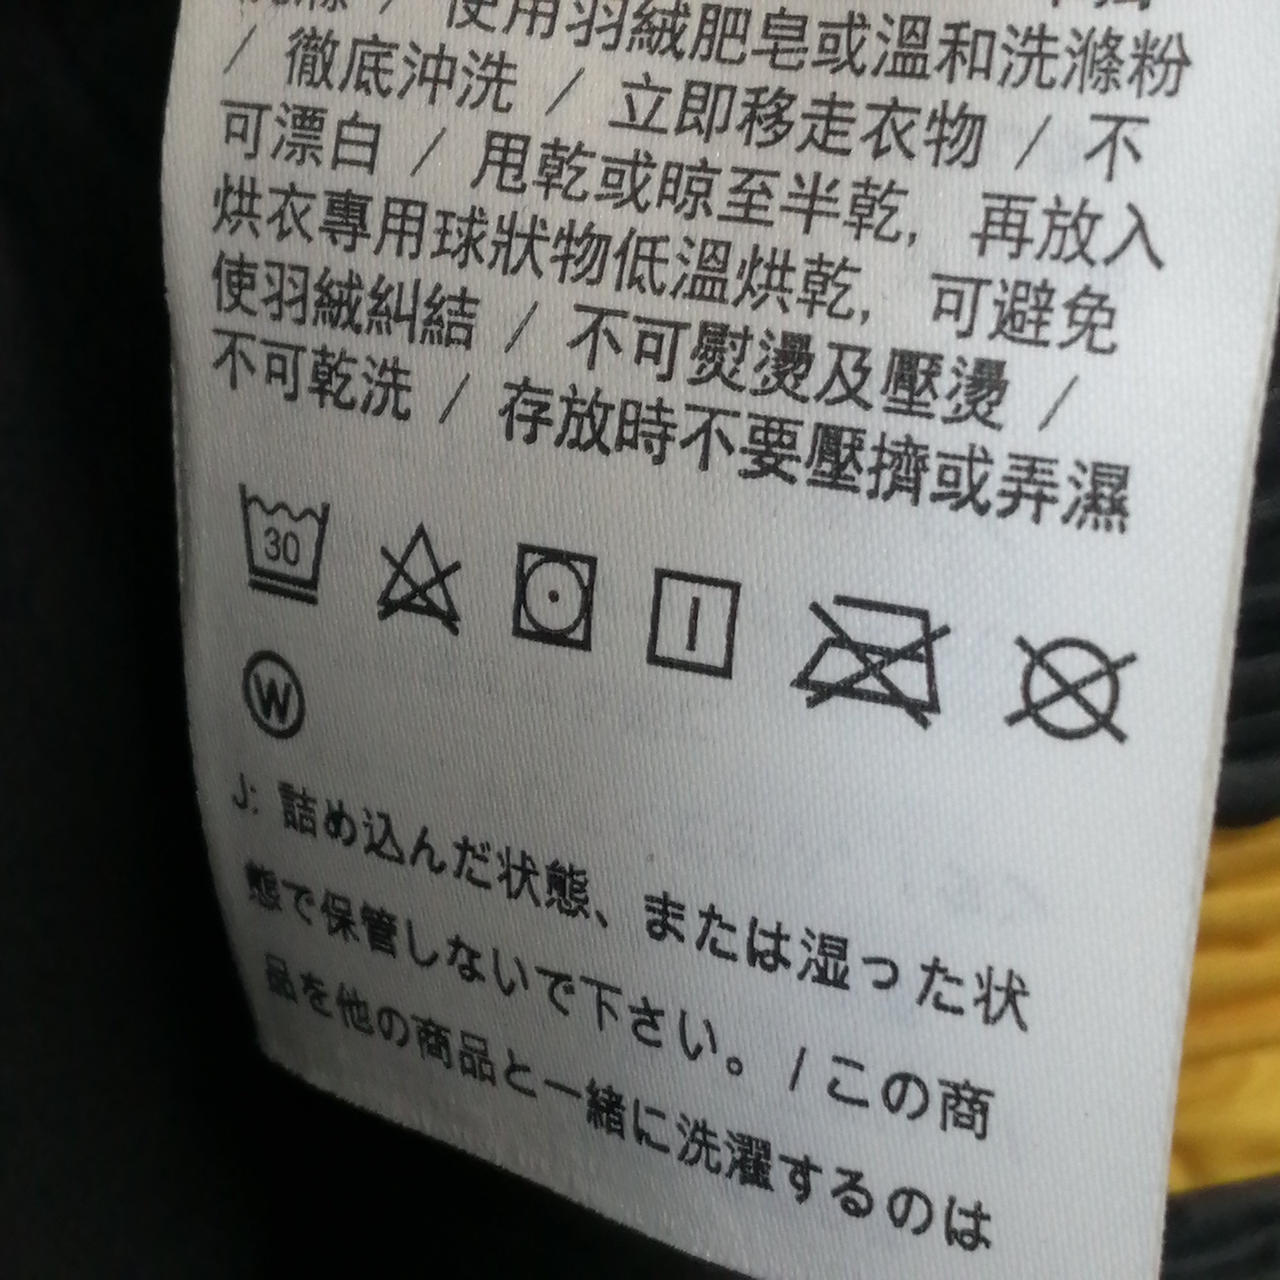 / 使用羽絨肥皂或溫和洗滌粉
/ 徹底沖洗 / 立即移走衣物 / 不
可漂白 / 甩乾或晾至半乾, 再放入
烘衣專用球狀物低溫烘乾, 可避免
使羽絨糾結 / 不可熨燙及壓燙 /
不可乾洗 / 存放時不要壓擠或弄濕
30
W
J: 詰め込んだ状態、または湿った状
態で保管しないで下さい。 / この商
品を他の商品と一緒に洗濯するのは